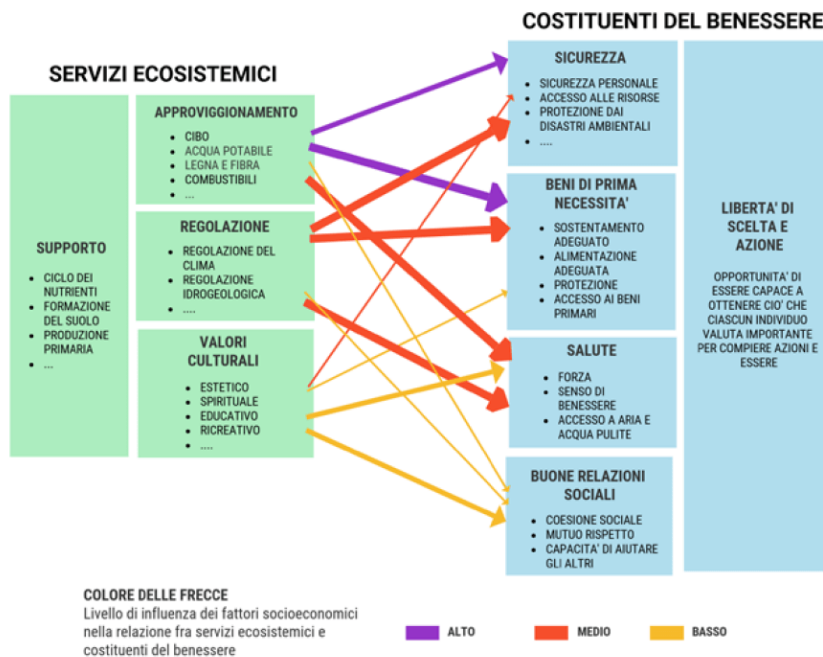 COSTITUENTI DEL BENESSERE
SERVIZI ECOSISTEMICI
SUPPORTO
• CICLO DEI
NUTRIENTI
• FORMAZIONE
DEL SUOLO
• PRODUZIONE
PRIMARIA
• ...
APPROVIGGIONAMENTO
• CIBO
• ACQUA POTABILE
• LEGNA E FIBRA
• COMBUSTIBILI
• ...
REGOLAZIONE
• REGOLAZIONE DEL
CLIMA
• REGOLAZIONE
IDROGEOLOGICA
• ....
VALORI
CULTURALI
• ESTETICO
• SPIRITUALE
• EDUCATIVO
• RICREATIVO
• ....
SICUREZZA
• SICUREZZA PERSONALE
• ACCESSO ALLE RISORSE
• PROTEZIONE DAI
DISASTRI AMBIENTALI
• ....
BENI DI PRIMA
NECESSITA'
• SOSTENTAMENTO
ADEGUATO
• ALIMENTAZIONE
ADEGUATA
• PROTEZIONE
• ACCESSO AI BENI
PRIMARI
SALUTE
• FORZA
• SENSO DI
BENESSERE
• ACCESSO A ARIA E
ACQUA PULITE
BUONE RELAZIONI
SOCIALI
• COESIONE SOCIALE
• MUTUO RISPETTO
• CAPACITA' DI AIUTARE
GLI ALTRI
LIBERTA' DI
SCELTA E
AZIONE
OPPORTUNITA' DI
ESSERE CAPACE A
OTTENERE CIO' CHE
CIASCUN INDIVIDUO
VALUTA IMPORTANTE
PER COMPIERE AZIONI E
ESSERE
COLORE DELLE FRECCE
Livello di influenza dei fattori socioeconomici
nella relazione fra servizi ecosistemici e
costituenti del benessere
ALTO
MEDIO
BASSO